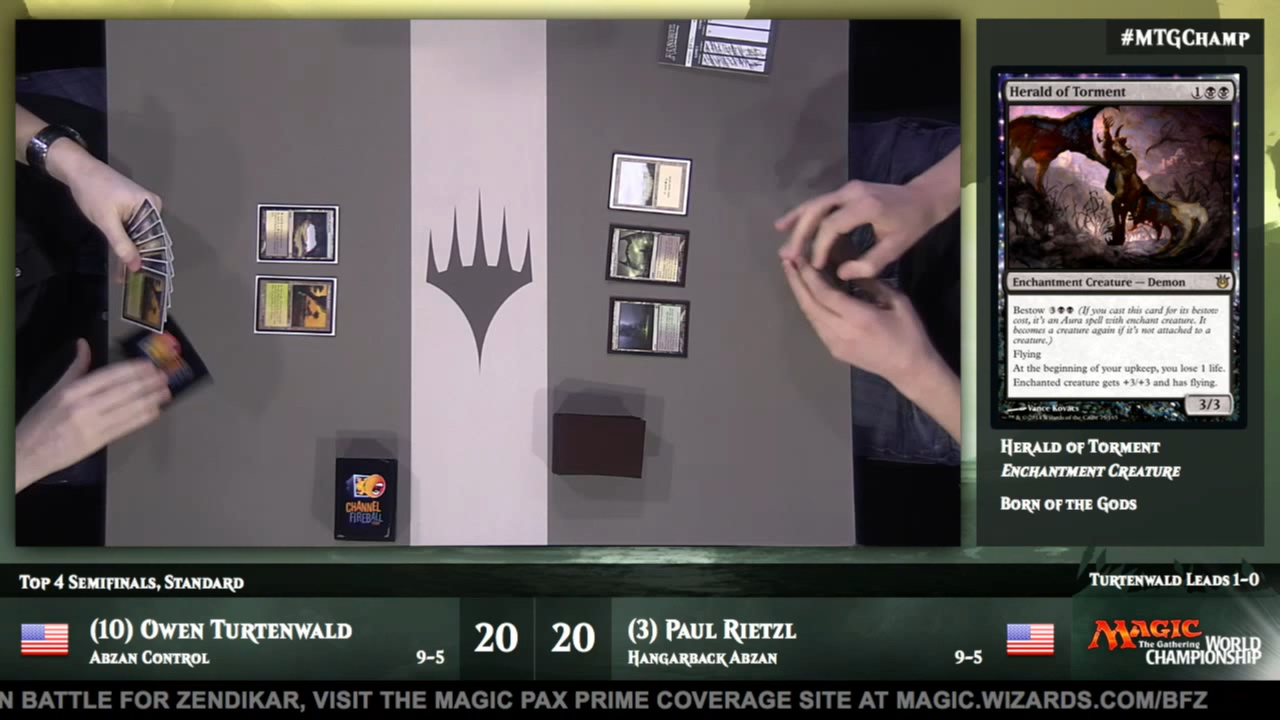 #MTGChamp
Herald of Torment
1
Enchantment Creature — Demon
Bestow 3 (If you cast this card for its bestow
cost, it's an Aura spell with enchant creature. It
becomes a creature again if it's not attached to a
creature.)
Flying
At the beginning of your upkeep, you lose 1 life.
Enchanted creature gets +3/+3 and has flying.
Vance Kovacs
3/3
Herald of Torment
Enchantment Creature
Born of the Gods
CHANNEL
FIREBALL
Top 4 Semifinals, Standard
Turtenwald Leads 1-0
(10) Owen Turtenwald
Abzan Control
9-5
20
20
(3) Paul Rietzl
Hangarback Abzan
9-5
MAGIC
The Gathering
WORLD
CHAMPIONSHIP
N BATTLE FOR ZENDIKAR, VISIT THE MAGIC PAX PRIME COVERAGE SITE AT MAGIC.WIZARDS.COM/BFZ